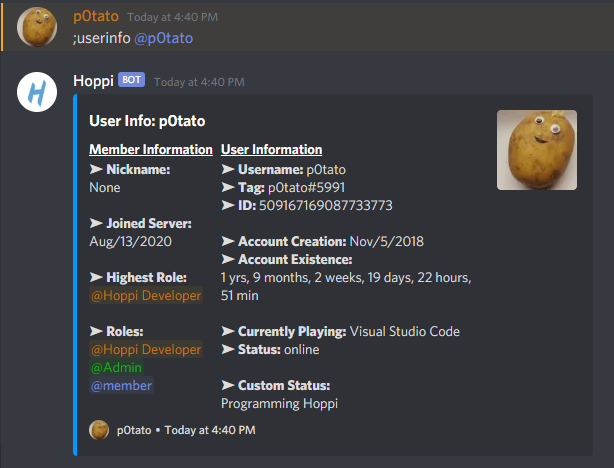 p0tato Today at 4:40 PM
;userinfo @p0tato
H
Hoppi BOT Today at 4:40 PM
User Info: p0tato
Member Information
➤ Nickname:
None
➤ Joined Server:
Aug/13/2020
➤ Highest Role:
@Hoppi Developer
➤ Roles:
@Hoppi Developer
@Admin
@member
User Information
➤ Username: p0tato
➤ Tag: p0tato#5991
➤ ID: 509167169087733773
➤ Account Creation: Nov/5/2018
➤ Account Existence:
1 yrs, 9 months, 2 weeks, 19 days, 22 hours,
51 min
➤ Currently Playing: Visual Studio Code
➤ Status: online
➤ Custom Status:
Programming Hoppi
p0tato • Today at 4:40 PM